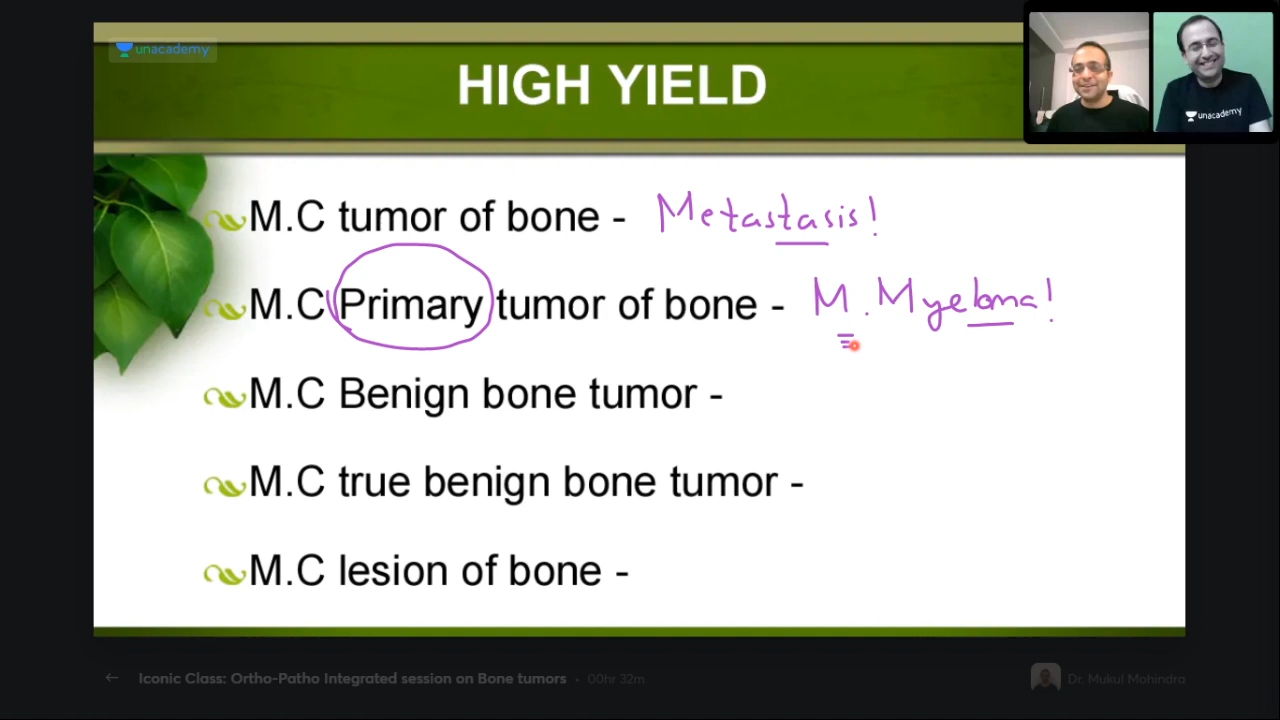 unacademy
HIGH YIELD
unacademy
M.C tumor of bone - Metastasis!
M.C Primary tumor of bone - M. Myeloma!
M.C Benign bone tumor -
M.C true benign bone tumor -
M.C lesion of bone -
← Iconic Class: Ortho-Patho Integrated session on Bone tumors • 00hr 32m
Dr. Mukul Mohindra